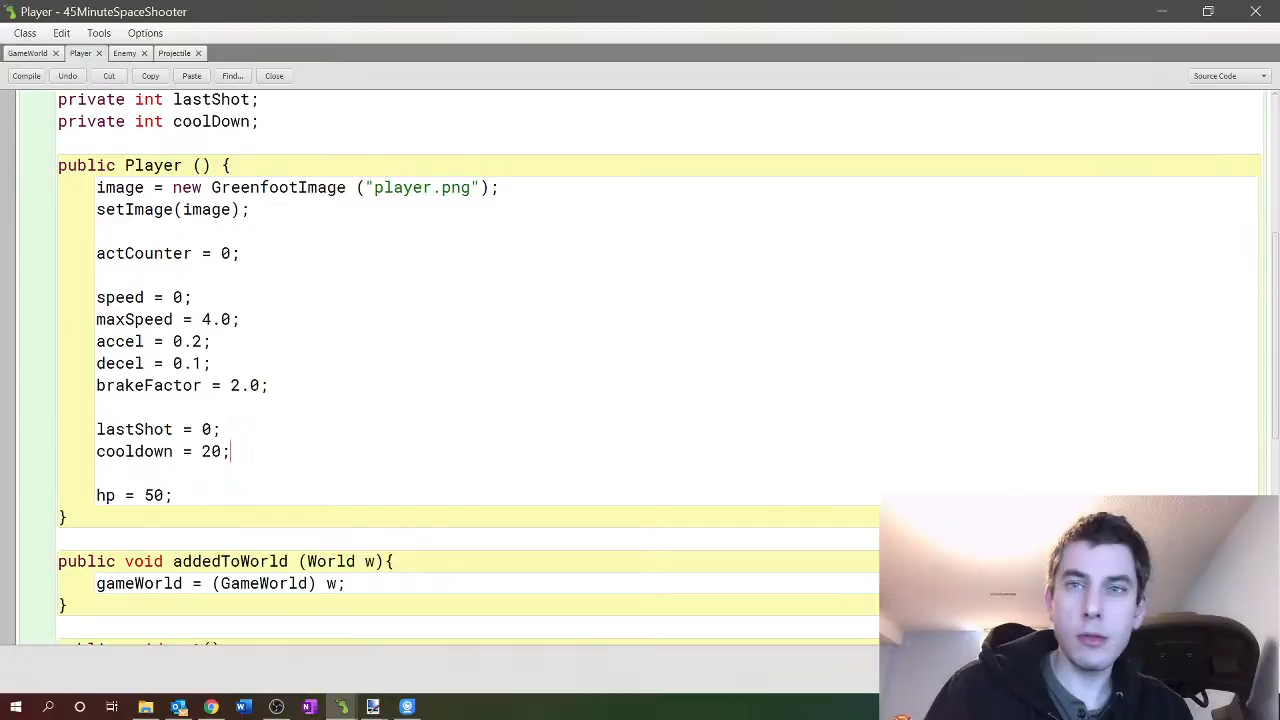 Player - 45MinuteSpaceShooter
Class Edit Tools Options
GameWorld Player Enemy Projectile
Compile Undo Cut Copy Paste Find... Close Source Code
private int lastShot;
private int coolDown;
public Player () {
image = new GreenfootImage ("player.png");
setImage(image);
actCounter = 0;
speed = 0;
maxSpeed = 4.0;
accel = 0.2;
decel = 0.1;
brakeFactor = 2.0;
lastShot = 0;
cooldown = 20;
hp = 50;
}
public void addedToWorld (World w){
gameWorld = (GameWorld) w;
}